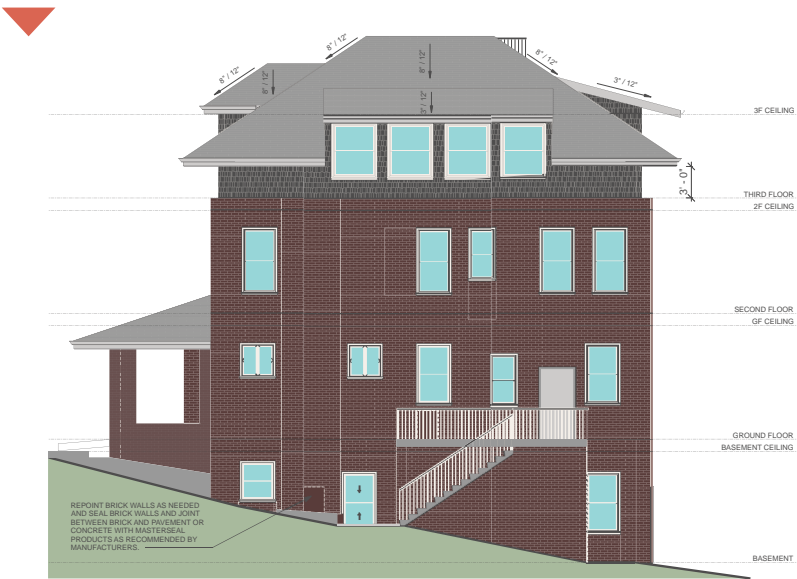 8" / 12"
8" / 12"
8" / 12"
8" / 12"
8" / 12"
3" / 12"
3" / 12"
3F CEILING
3' - 0"
THIRD FLOOR
2F CEILING
SECOND FLOOR
GF CEILING
GROUND FLOOR
BASEMENT CEILING
REPOINT BRICK WALLS AS NEEDED
AND SEAL BRICK WALLS AND JOINT
BETWEEN BRICK AND PAVEMENT OR
CONCRETE WITH MASTERSEAL
PRODUCTS AS RECOMMENDED BY
MANUFACTURERS.
BASEMENT